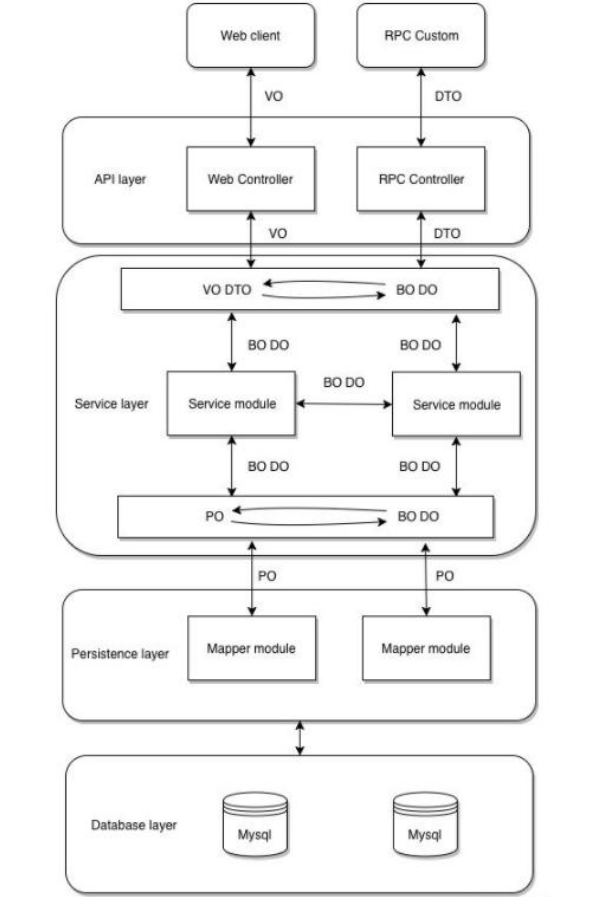 Web client
RPC Custom
VO
DTO
API layer
Web Controller
RPC Controller
VO
DTO
VO DTO
BO DO
BO DO
BO DO
BO DO
Service layer
Service module
Service module
BO DO
BO DO
PO
BO DO
PO
PO
Persistence layer
Mapper module
Mapper module
Database layer
Mysql
Mysql